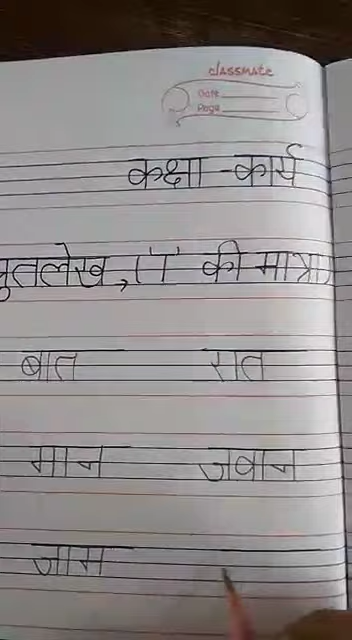 classmate
Date
Page
कक्षा -कार्य
श्रुतलेख, 'ा' की मात्रा
बात रात
मान जवान
जाम